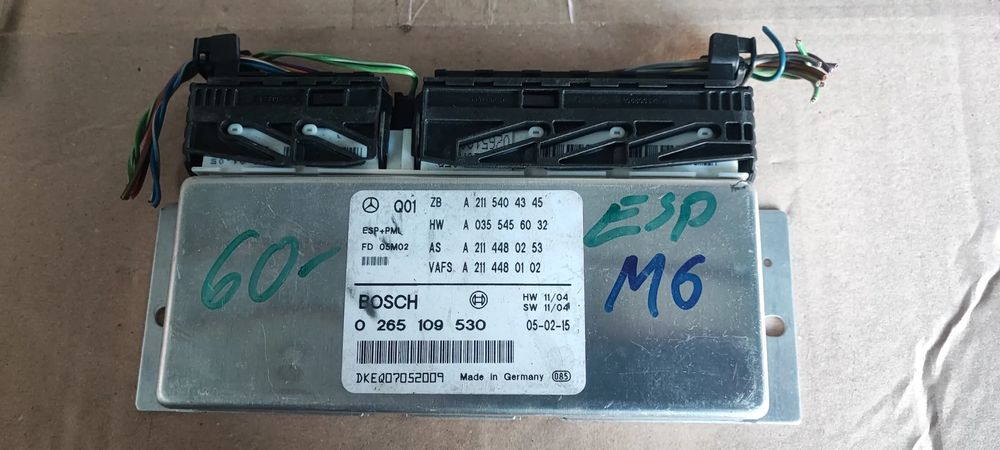 Q01 ZB A 211 540 43 45
ESP+PML HW A 035 545 60 32
FD 05M02 AS A 211 448 02 53
VAFS A 211 448 01 02
BOSCH HW 11/04
SW 11/04
0 265 109 530 05-02-15
DKEQ07052009 Made in Germany 085
60-
ESP
M6